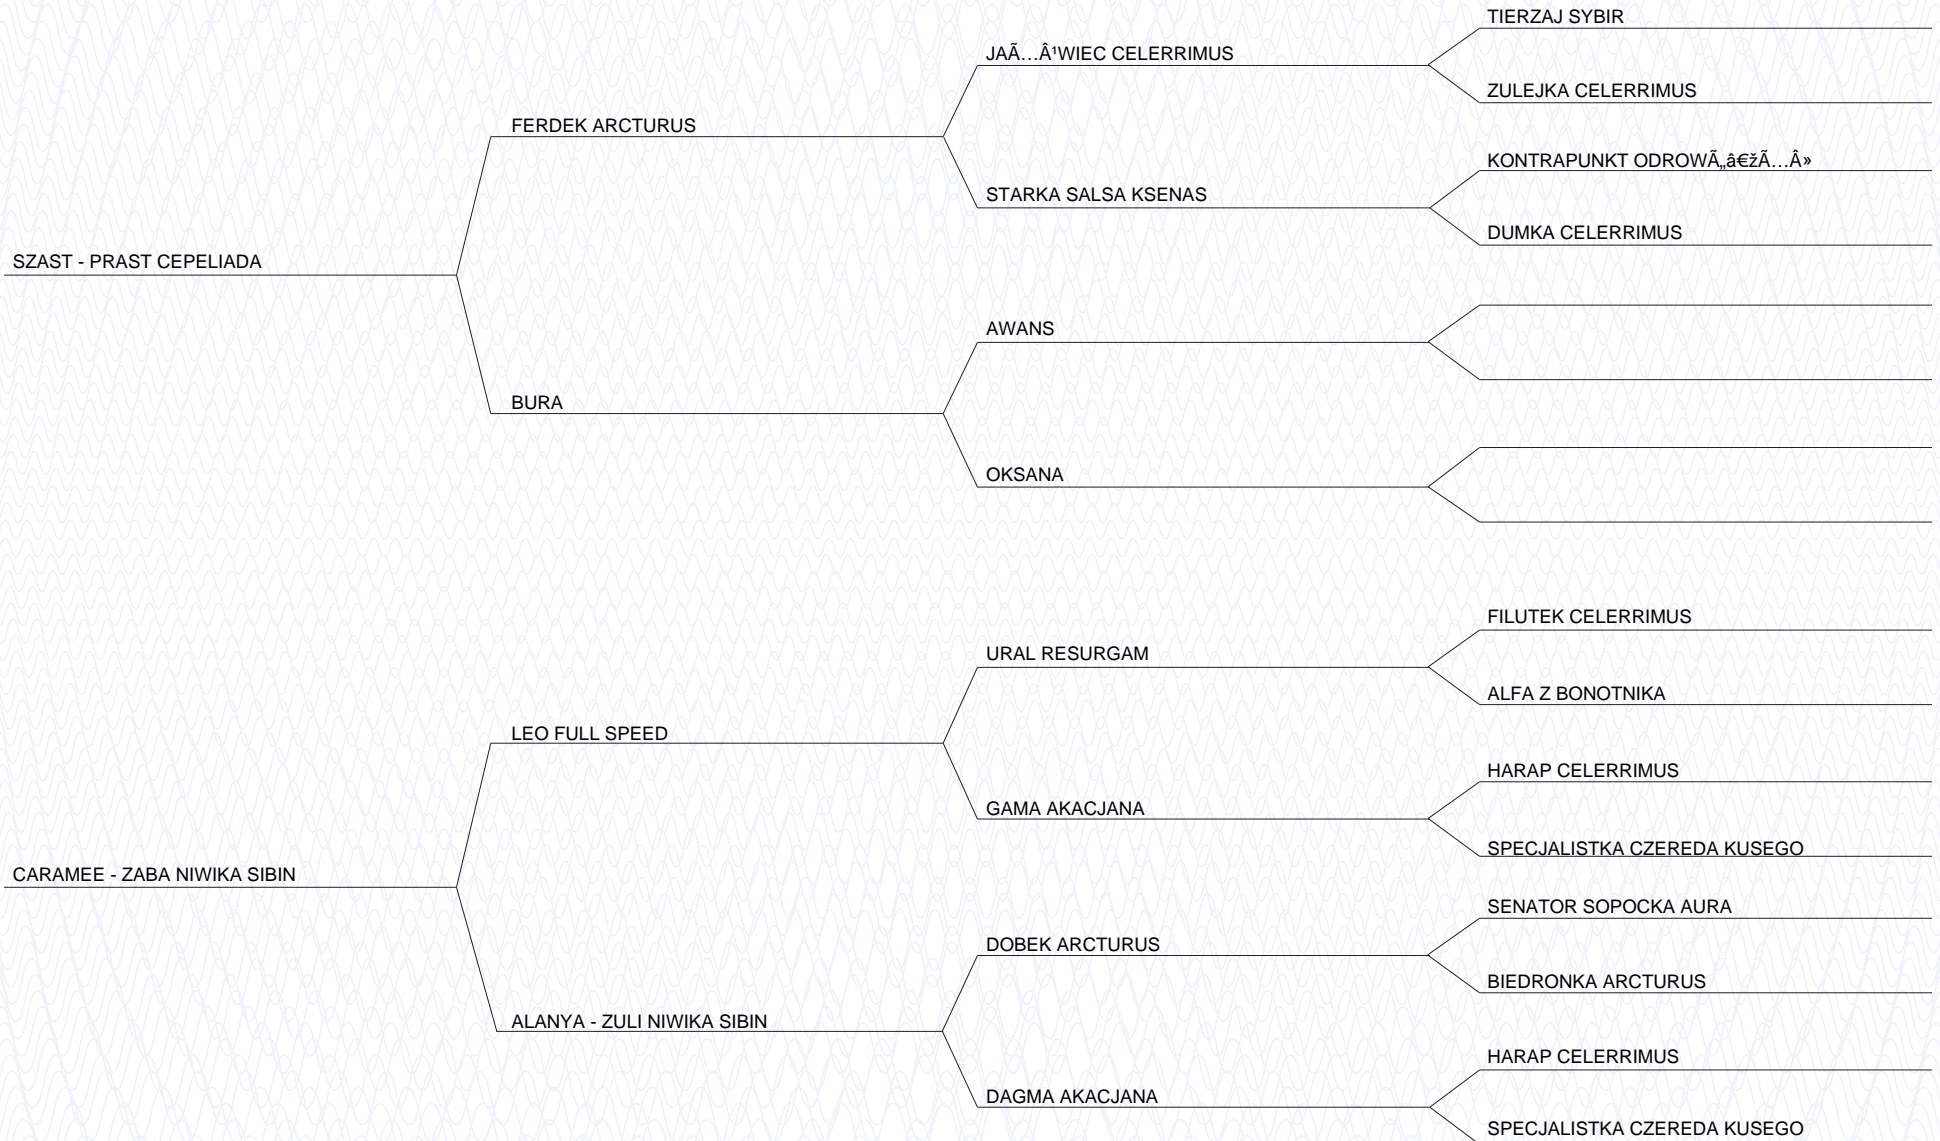 TIERZAJ SYBIR
JAÃ…Â¹WIEC CELERRIMUS
ZULEJKA CELERRIMUS
FERDEK ARCTURUS
KONTRAPUNKT ODROWÃ„â€žÃ…Â»
STARKA SALSA KSENAS
DUMKA CELERRIMUS
SZAST - PRAST CEPELIADA
AWANS
BURA
OKSANA
FILUTEK CELERRIMUS
URAL RESURGAM
ALFA Z BONOTNIKA
LEO FULL SPEED
HARAP CELERRIMUS
GAMA AKACJANA
SPECJALISTKA CZEREDA KUSEGO
CARAMEE - ZABA NIWIKA SIBIN
SENATOR SOPOCKA AURA
DOBEK ARCTURUS
BIEDRONKA ARCTURUS
ALANYA - ZULI NIWIKA SIBIN
HARAP CELERRIMUS
DAGMA AKACJANA
SPECJALISTKA CZEREDA KUSEGO